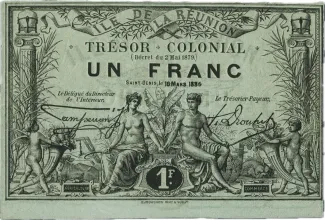 ILE DE LA RÉUNION
TRÉSOR COLONIAL
(Décret du 2 Mai 1879)
UN FRANC
SAINT-DENIS, le 10 MARS
Le Délégué du Directeur de l'Intérieur, Le Trésorier-Payeur,
1F